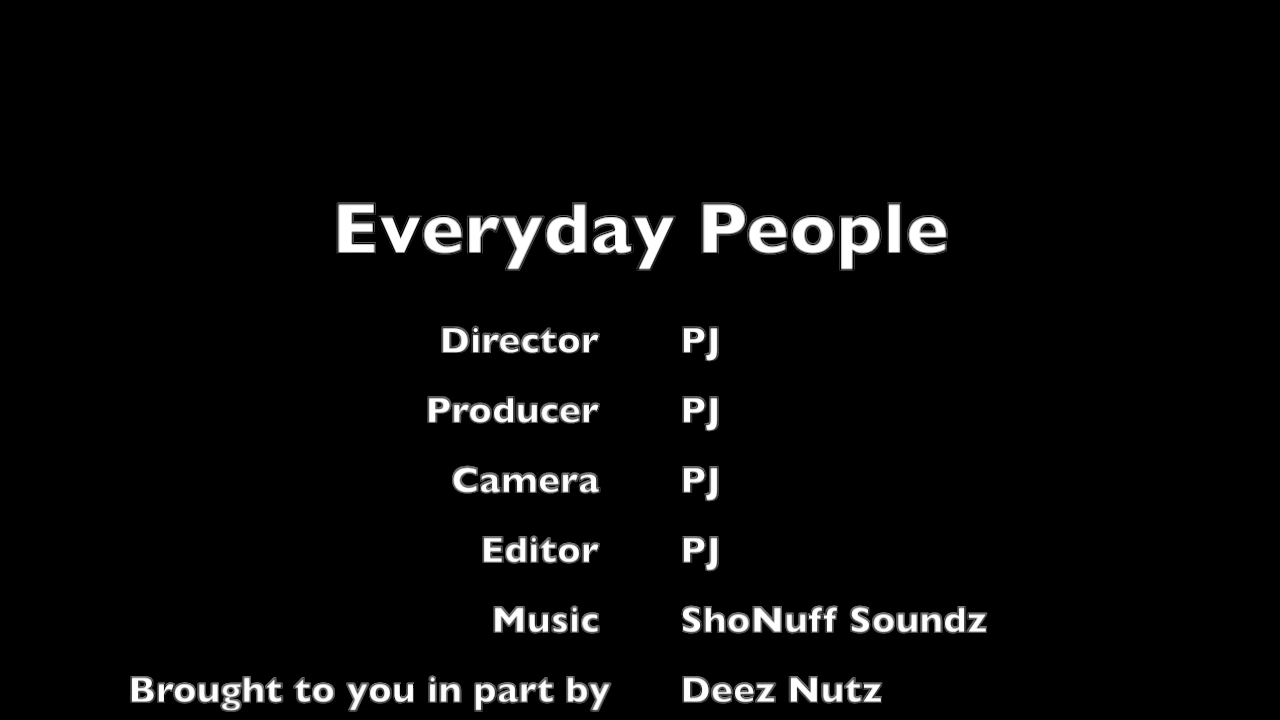 Everyday People
Director PJ
Producer PJ
Camera PJ
Editor PJ
Music ShoNuff Soundz
Brought to you in part by Deez Nutz